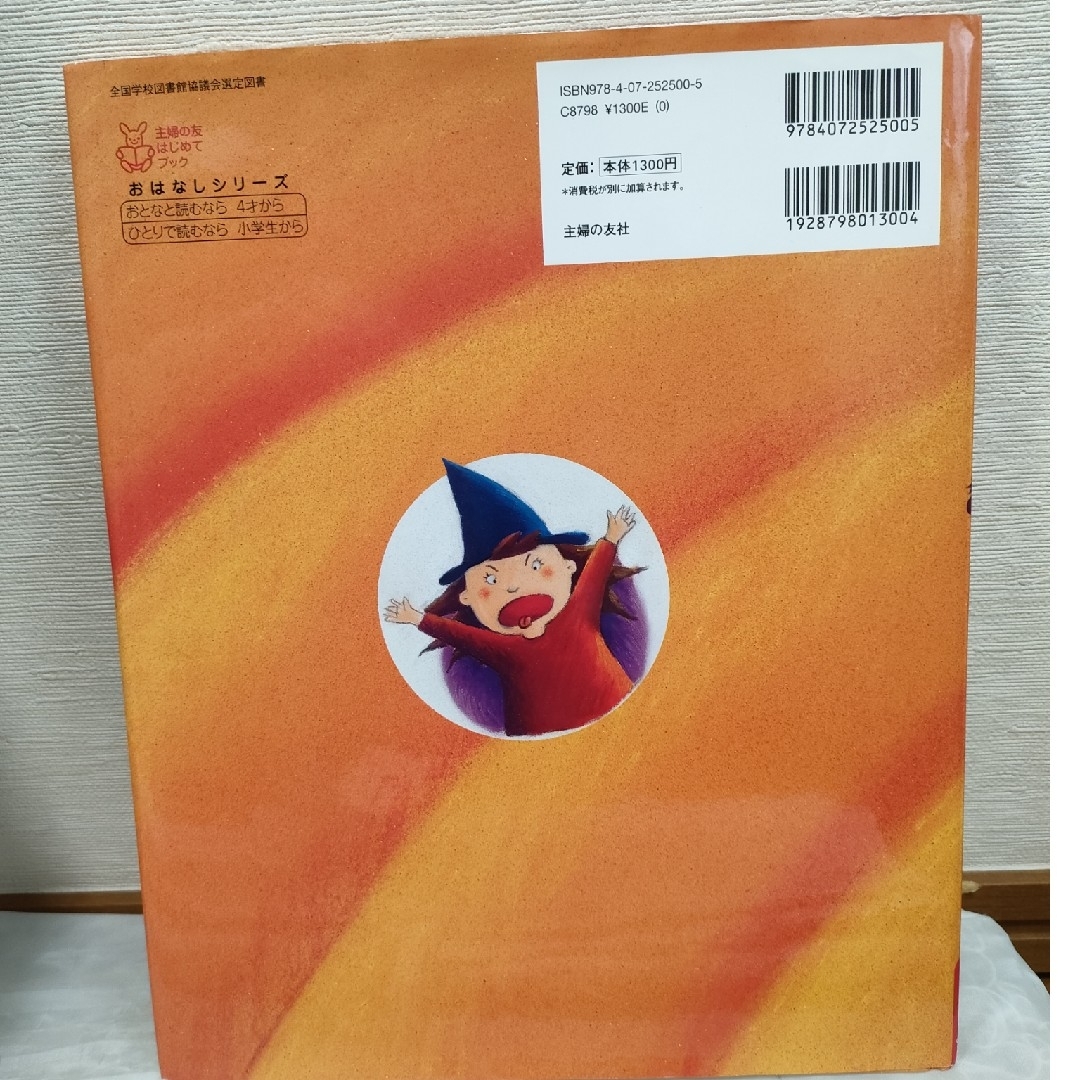 全国学校図書館協議会選定図書
主婦の友
はじめて
ブック
おはなしシリーズ
おとなと読むなら 4才から
ひとりで読むなら 小学生から
ISBN978-4-07-252500-5
C8798 ¥1300E (0)
定価: 本体1300円
*消費税が別に加算されます。
主婦の友社
9784072525005
1928798013004